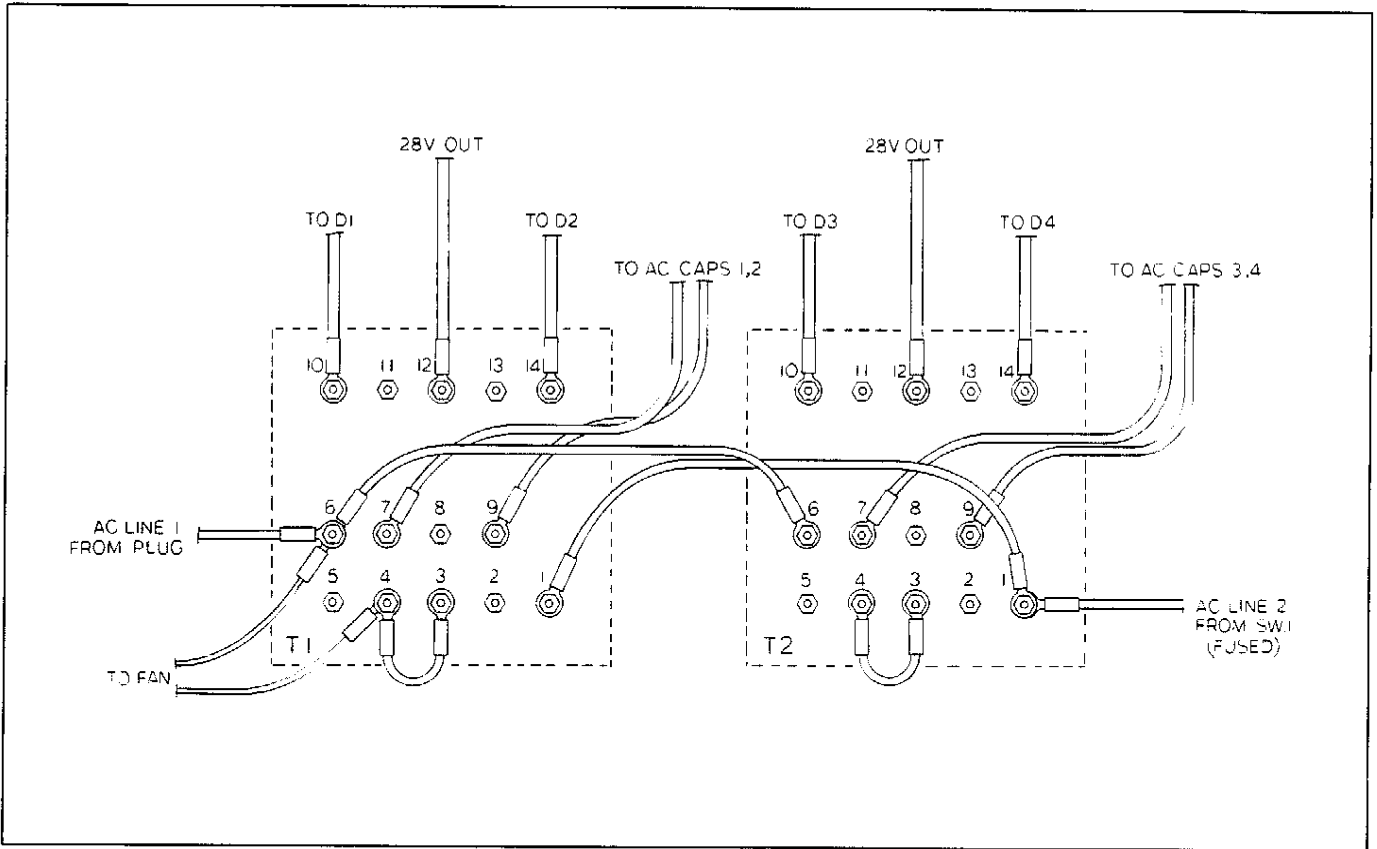 28V OUT
28V OUT
TO D1
TO D2
TO D3
TO D4
TO AC CAPS 1,2
TO AC CAPS 3,4
10 11 12 13 14
10 11 12 13 14
6 7 8 9
6 7 8 9
AC LINE 1
FROM PLUG
5 4 3 2 1
5 4 3 2 1
AC LINE 2
FROM SW.1
(FUSED)
T1
T2
TO FAN